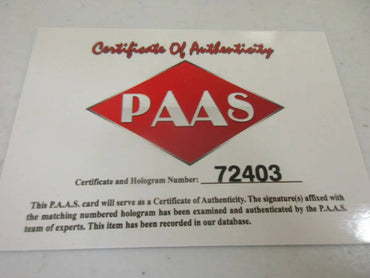 Certificate Of Authenticity
PAAS
Certificate and Hologram Number: 72403
This P.A.A.S. card will serve as a Certificate of Authenticity. The signature(s) affixed with
the matching numbered hologram has been examined and authenticated by the P.A.A.S.
team of experts. This item has been recorded in our database.